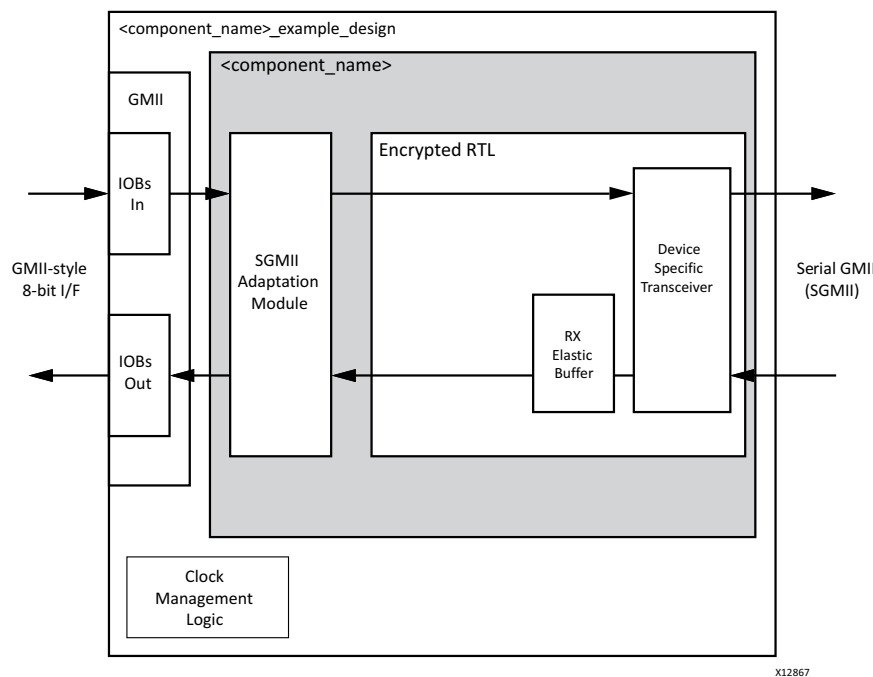 <component_name>_example_design
<component_name>
GMII
Encrypted RTL
IOBs
In
GMII-style
8-bit I/F
SGMII
Adaptation
Module
Device
Specific
Transceiver
Serial GMII
(SGMII)
RX
Elastic
Buffer
IOBs
Out
Clock
Management
Logic
X12867